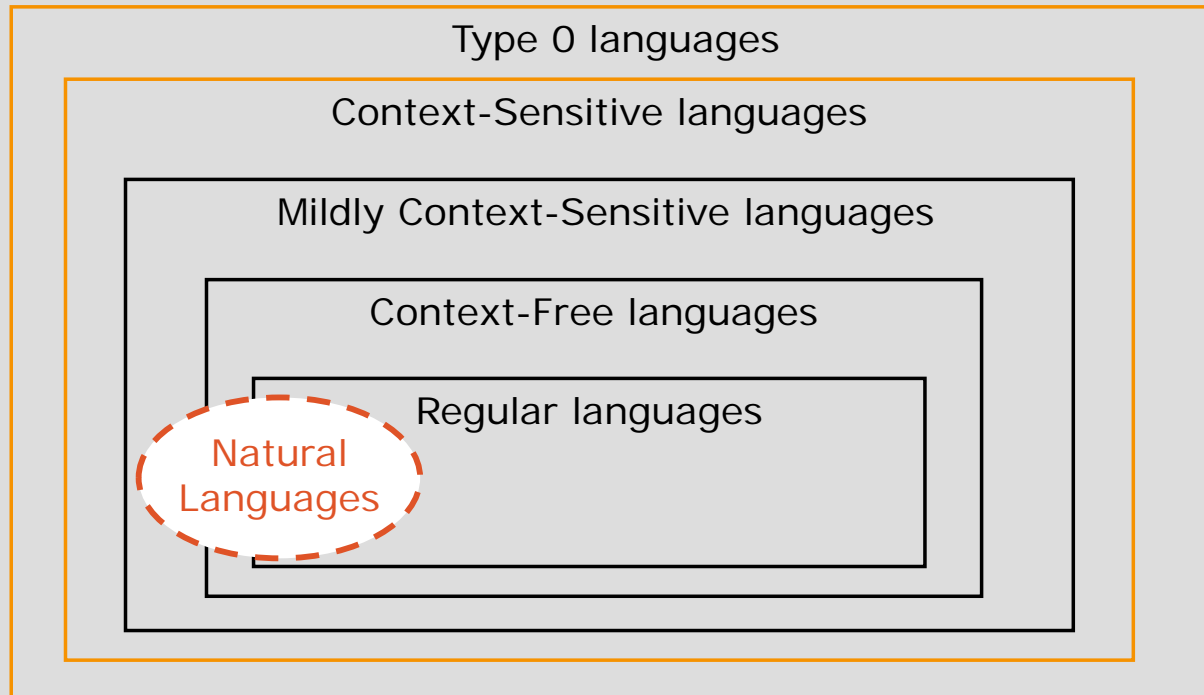 Type 0 languages
Context-Sensitive languages
Mildly Context-Sensitive languages
Context-Free languages
Regular languages
Natural
Languages